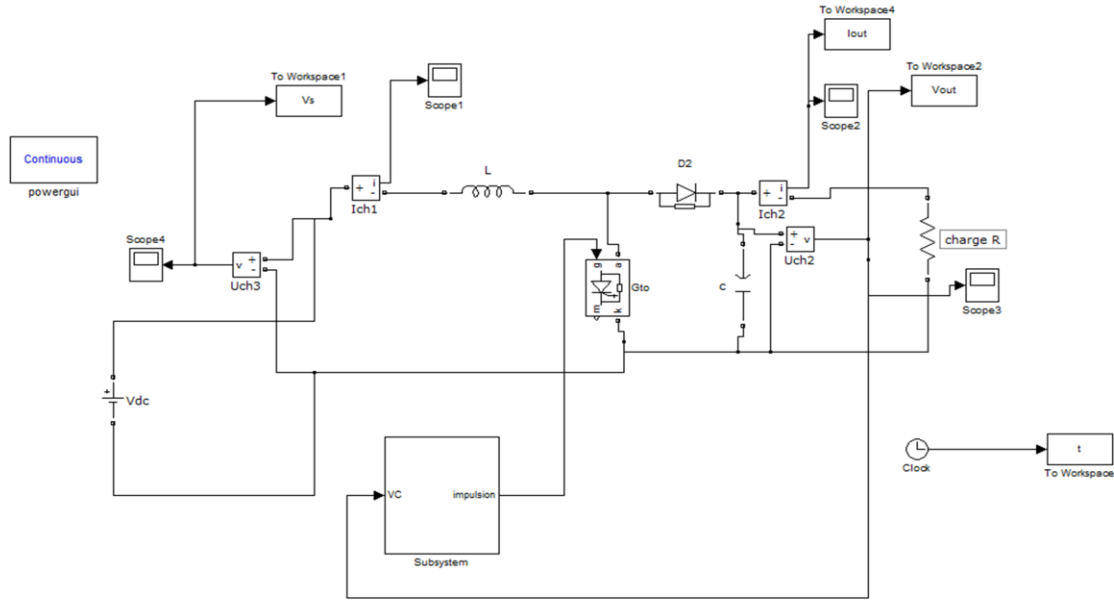 To Workspace4
Iout
To Workspace1
Vs
Scope1
To Workspace2
Vout
Scope2
Continuous
powergui
i
+
-
Ich1
L
D2
i
+
-
Ich2
charge R
Scope4
v
+
-
Uch3
g
a
m
k
Gto
C
+
-
v
Uch2
Scope3
+
Vdc
VC
impulsion
Subsystem
Clock
t
To Workspace